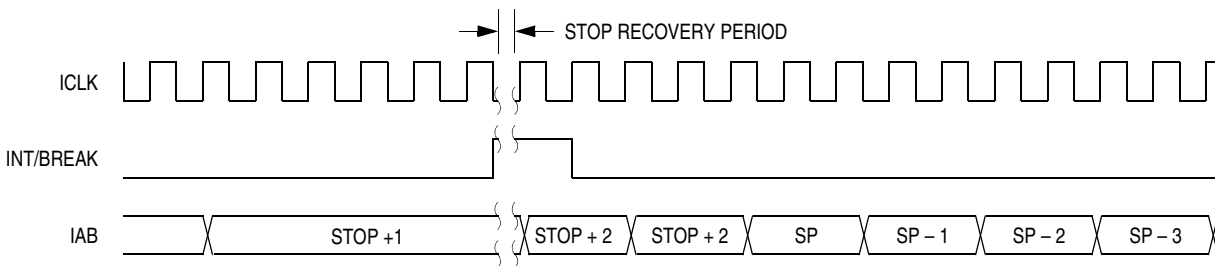 STOP RECOVERY PERIOD
ICLK
INT/BREAK
IAB
STOP +1
STOP + 2
STOP + 2
SP
SP – 1
SP – 2
SP – 3